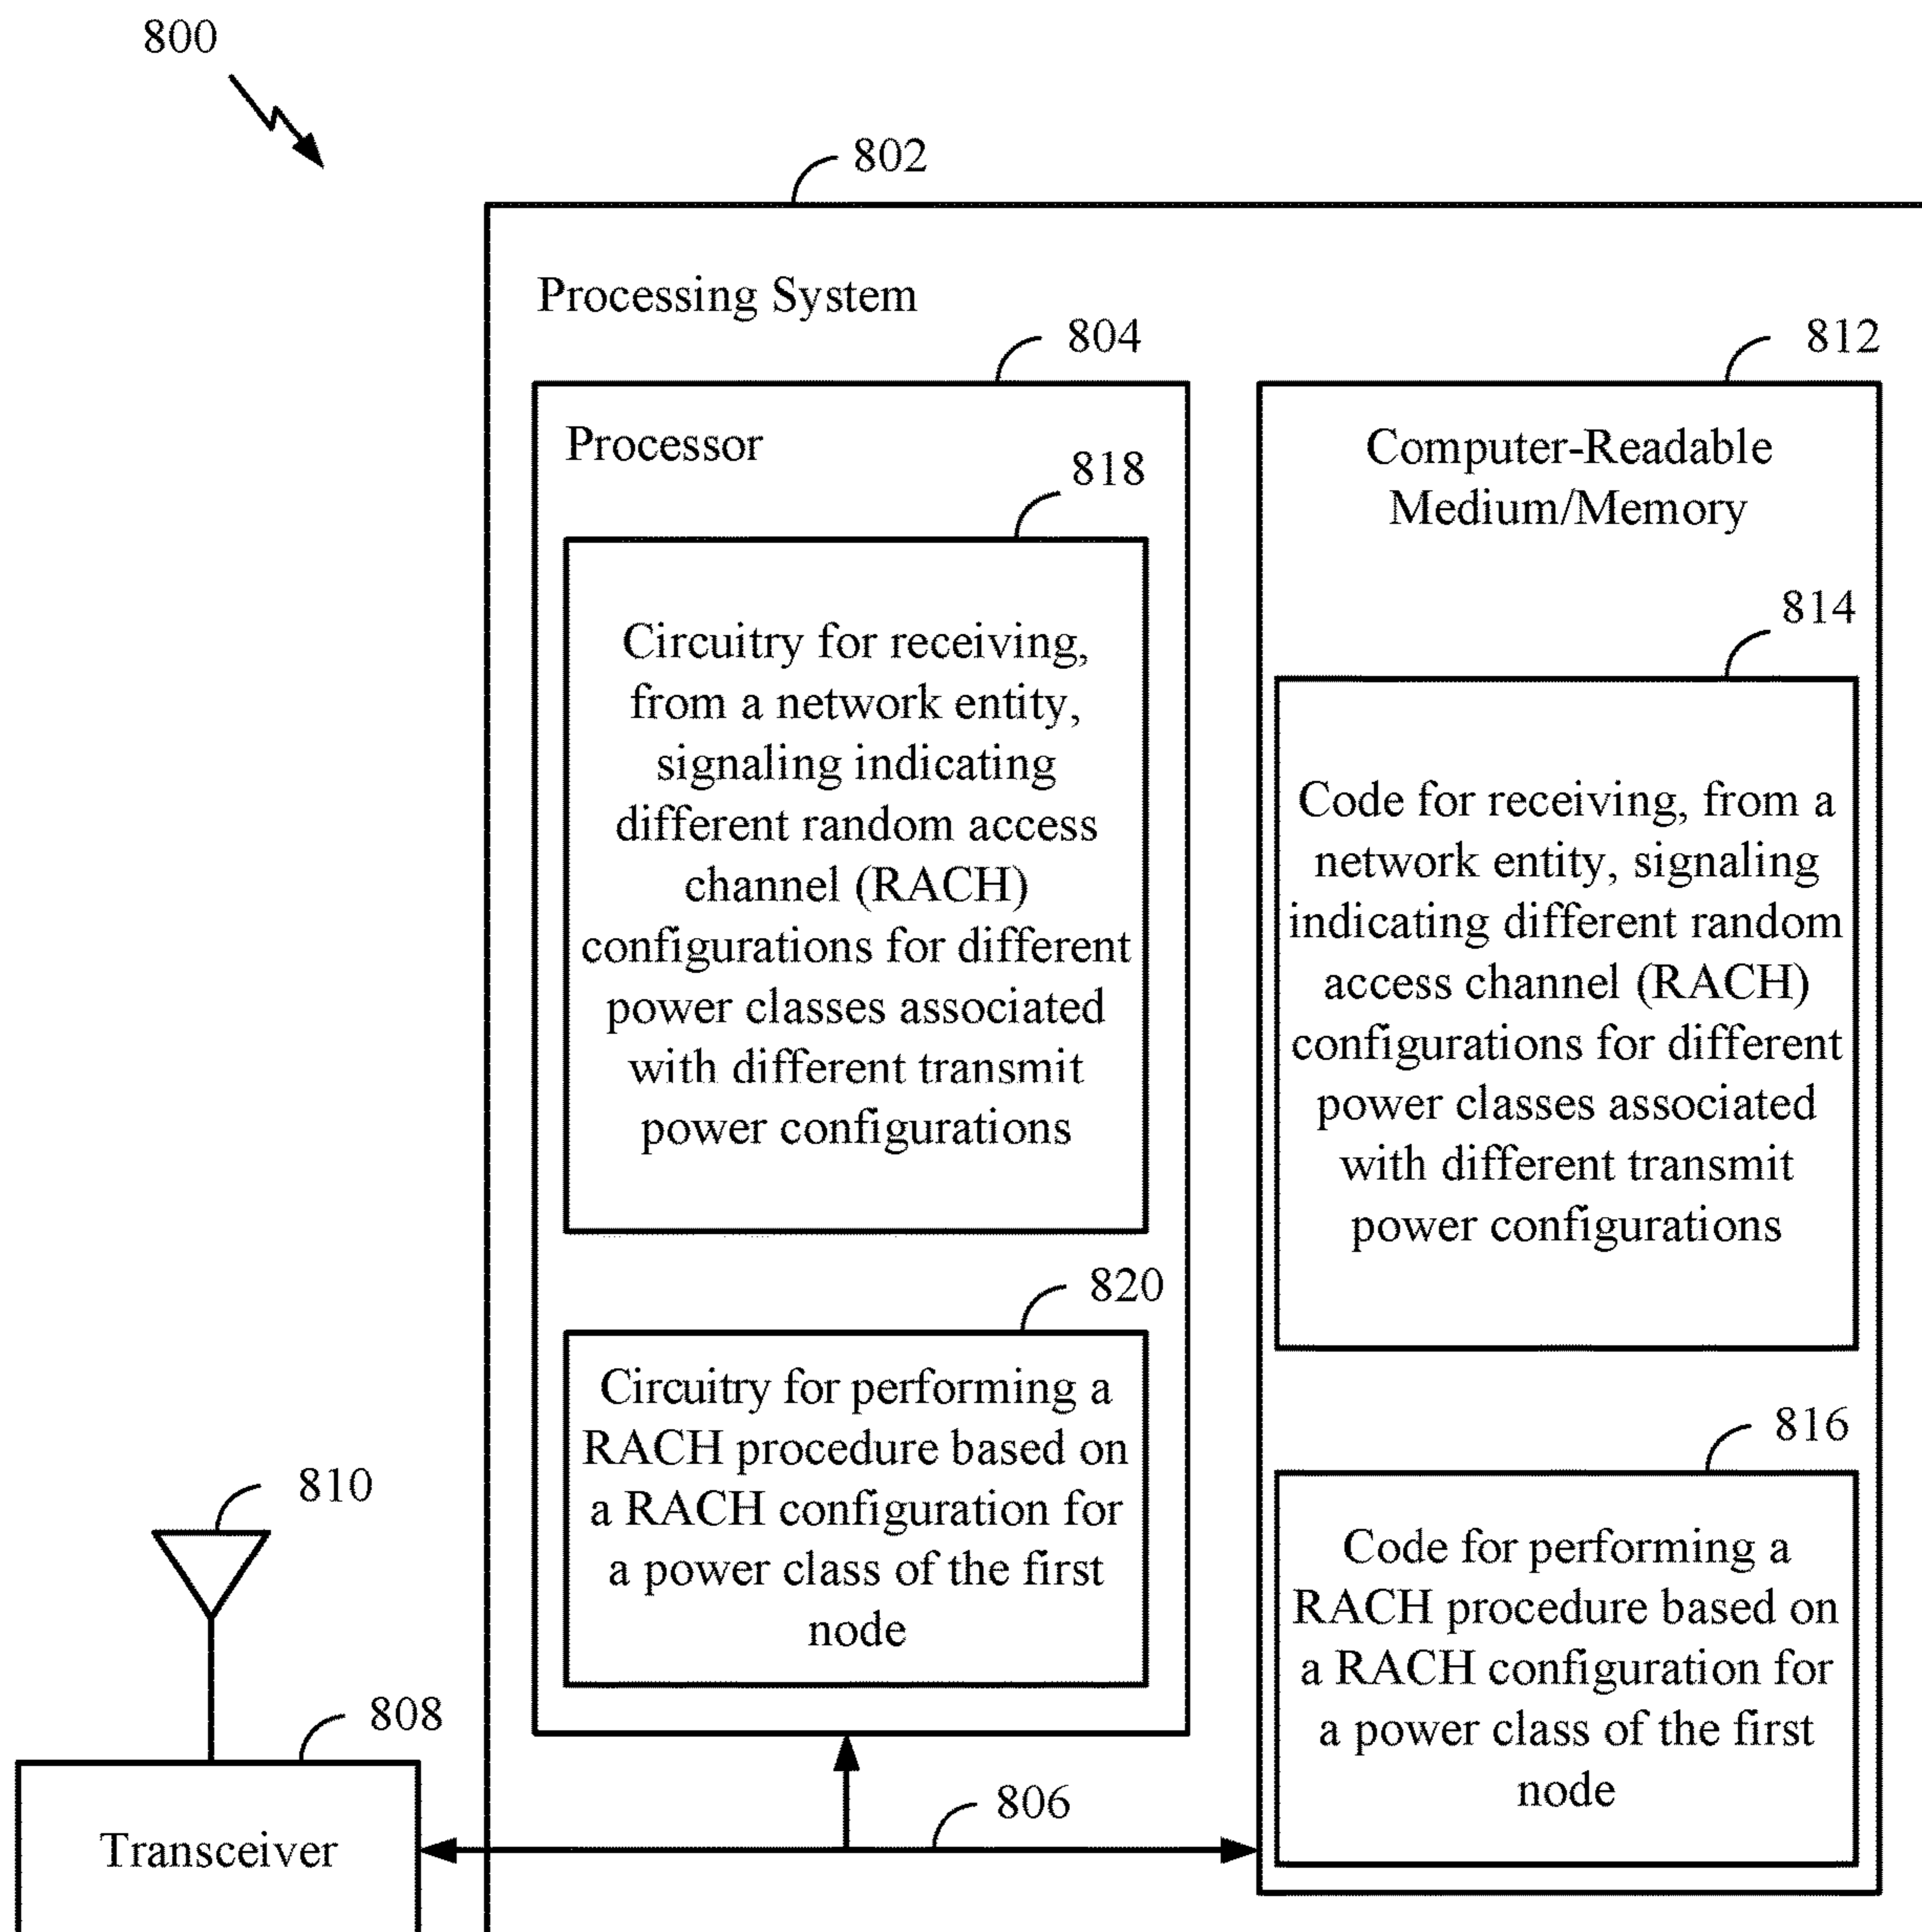 800
802
Processing System
804
Processor
818
Circuitry for receiving,
from a network entity,
signaling indicating
different random access
channel (RACH)
configurations for different
power classes associated
with different transmit
power configurations
820
Circuitry for performing a
RACH procedure based on
a RACH configuration for
a power class of the first
node
812
Computer-Readable
Medium/Memory
814
Code for receiving, from a
network entity, signaling
indicating different random
access channel (RACH)
configurations for different
power classes associated
with different transmit
power configurations
816
Code for performing a
RACH procedure based on
a RACH configuration for
a power class of the first
node
810
808
Transceiver
806